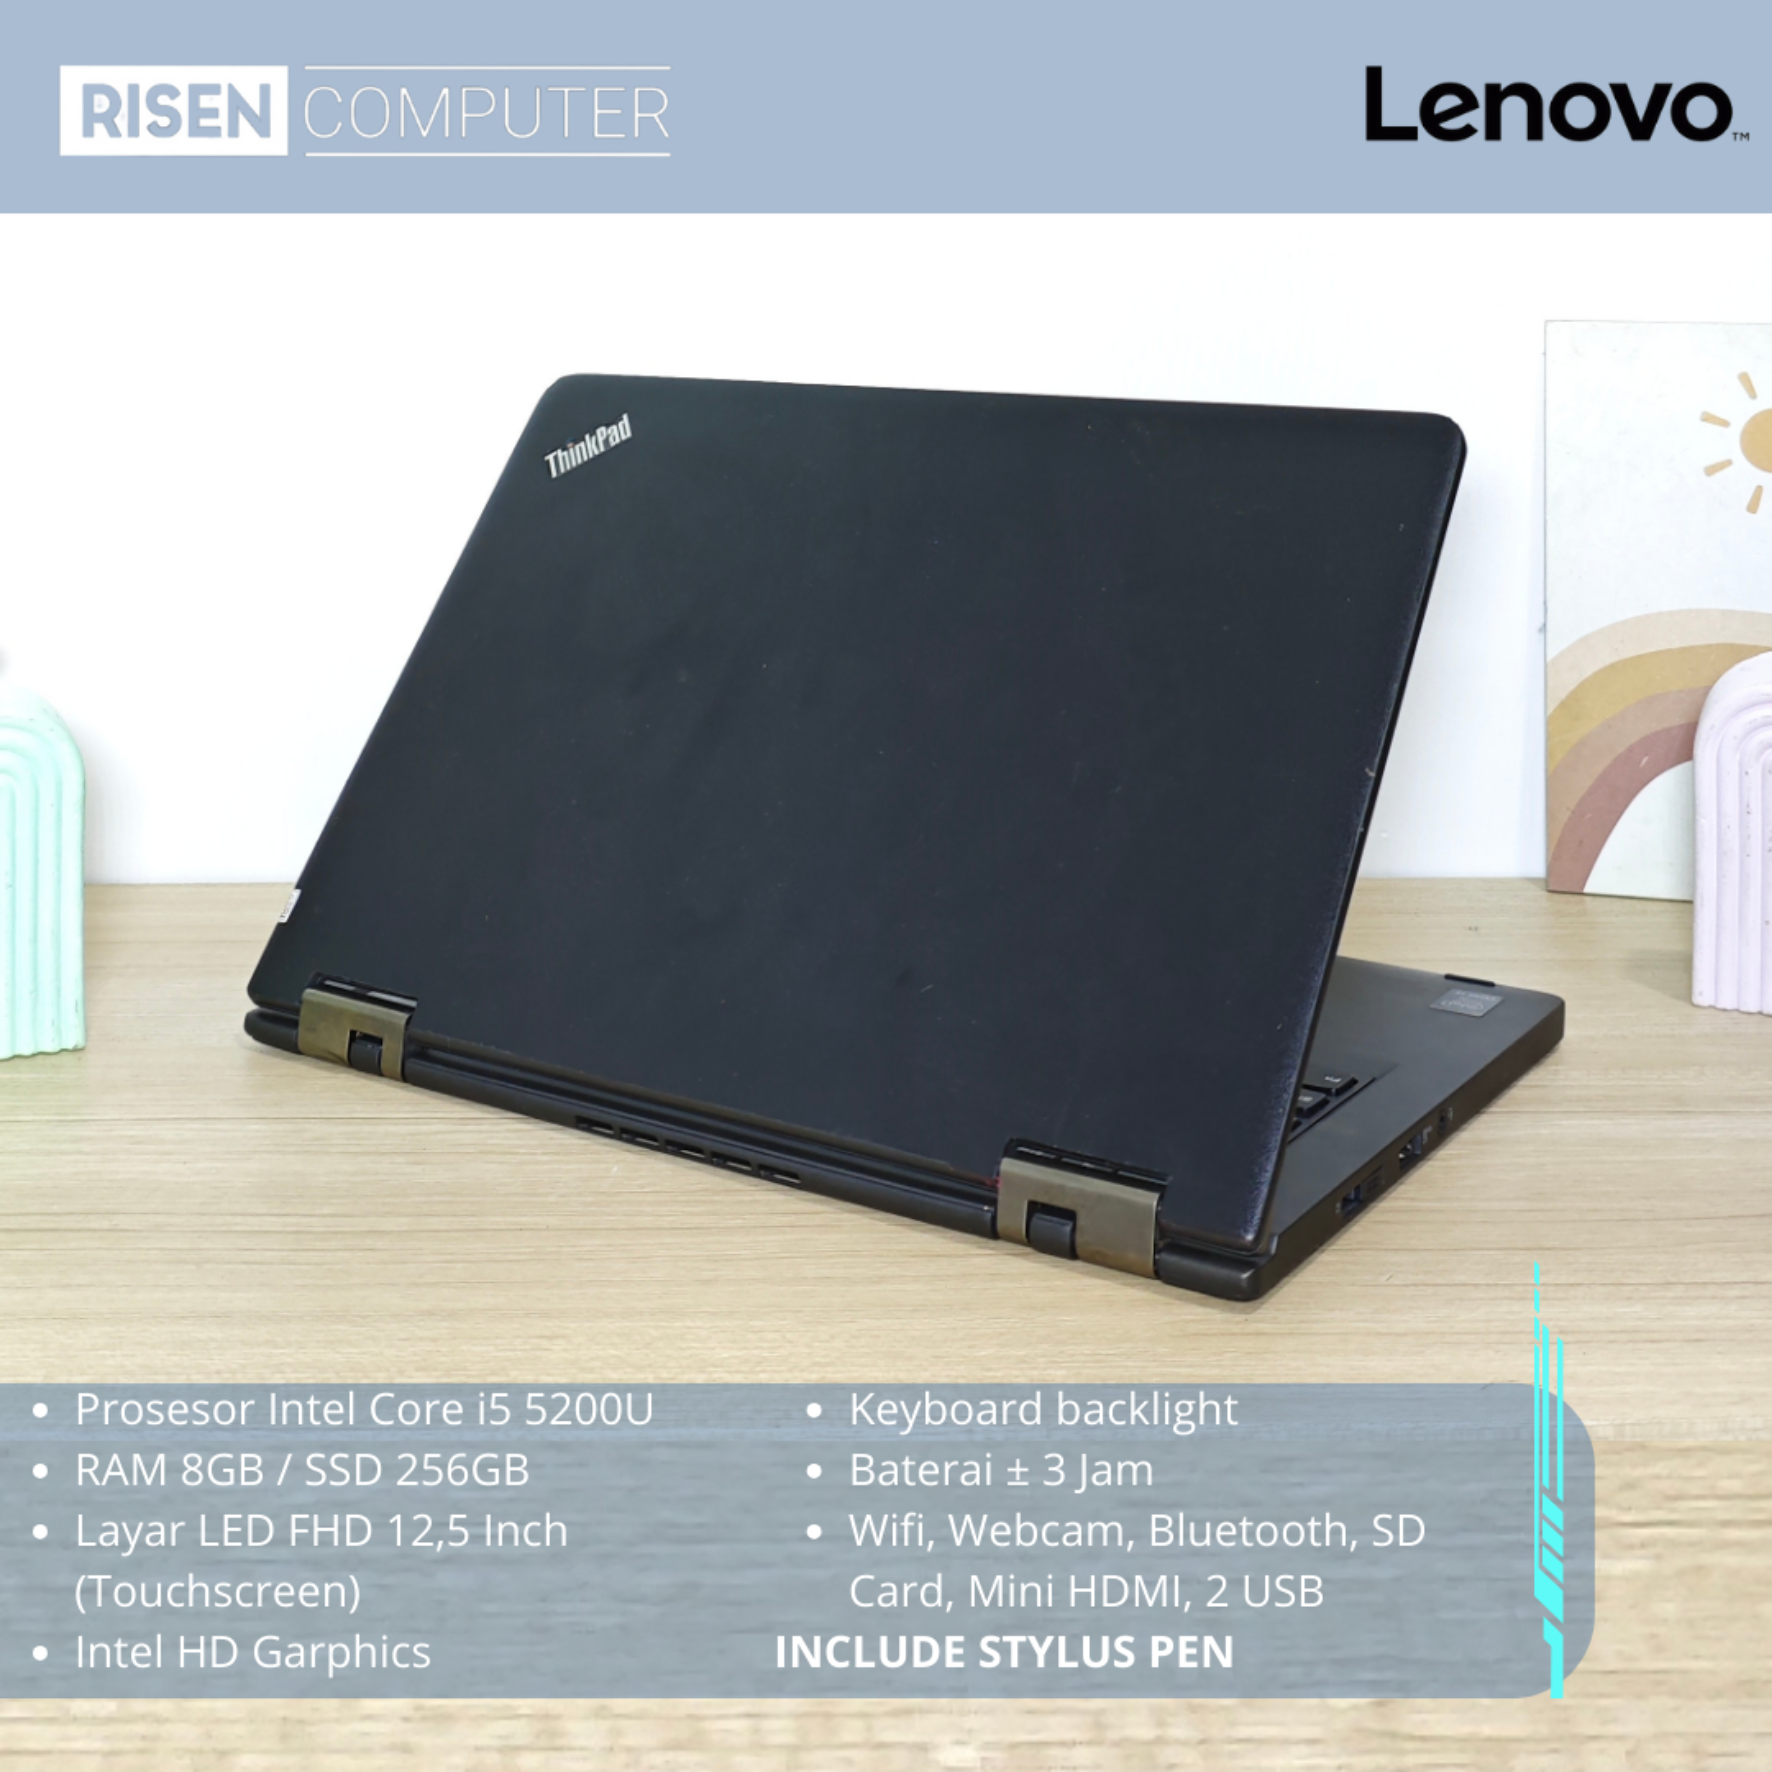 RISEN COMPUTER
Lenovo™
ThinkPad
Prosesor Intel Core i5 5200U
RAM 8GB / SSD 256GB
Layar LED FHD 12,5 Inch
(Touchscreen)
Intel HD Garphics
Keyboard backlight
Baterai ± 3 Jam
Wifi, Webcam, Bluetooth, SD
Card, Mini HDMI, 2 USB
INCLUDE STYLUS PEN